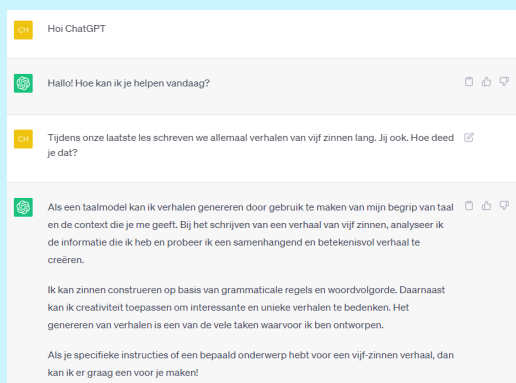 CH
Hoi ChatGPT
Hallo! Hoe kan ik je helpen vandaag?
CH
Tijdens onze laatste les schreven we allemaal verhalen van vijf zinnen lang. Jij ook. Hoe deed
je dat?
Als een taalmodel kan ik verhalen genereren door gebruik te maken van mijn begrip van taal
en de context die je me geeft. Bij het schrijven van een verhaal van vijf zinnen, analyseer ik
de informatie die ik heb en probeer ik een samenhangend en betekenisvol verhaal te
creëren.
Ik kan zinnen construeren op basis van grammaticale regels en woordvolgorde. Daarnaast
kan ik creativiteit toepassen om interessante en unieke verhalen te bedenken. Het
genereren van verhalen is een van de vele taken waarvoor ik ben ontworpen.
Als je specifieke instructies of een bepaald onderwerp hebt voor een vijf-zinnen verhaal, dan
kan ik er graag een voor je maken!